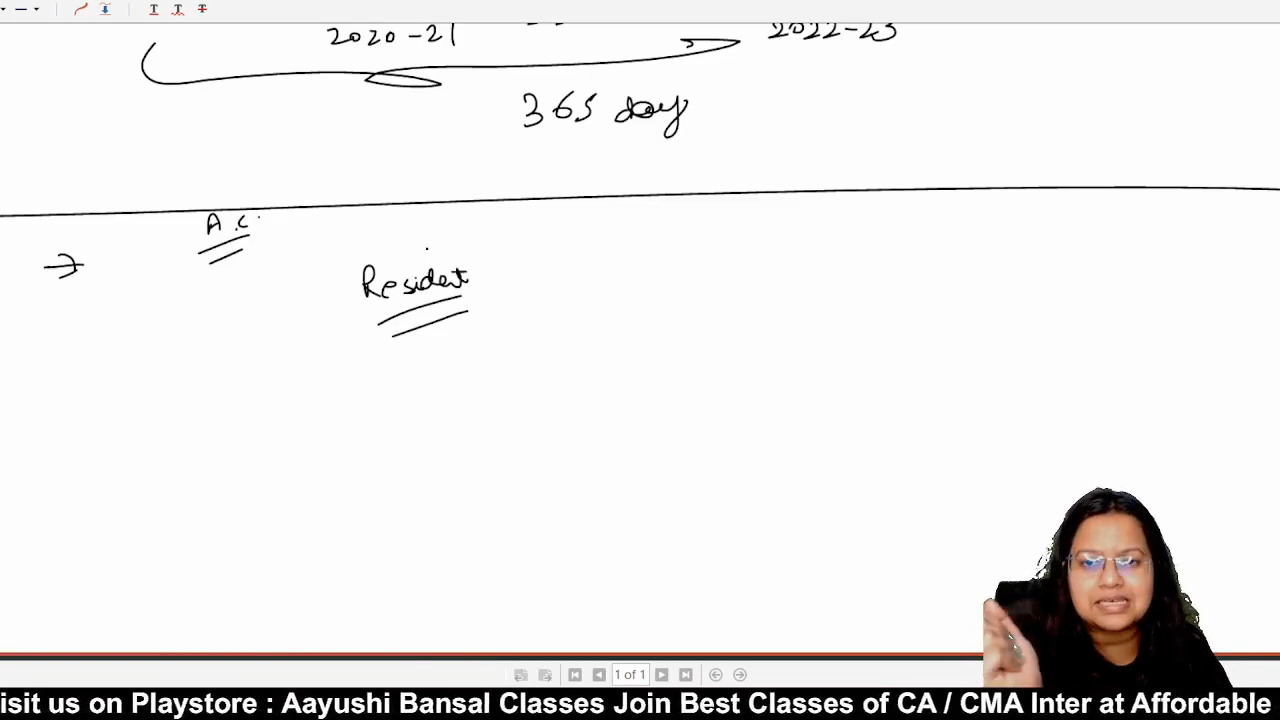 2020-21
2022-23
365 day
A.C.
→
Resident
1 of 1
isit us on Playstore : Aayushi Bansal Classes Join Best Classes of CA / CMA Inter at Affordable